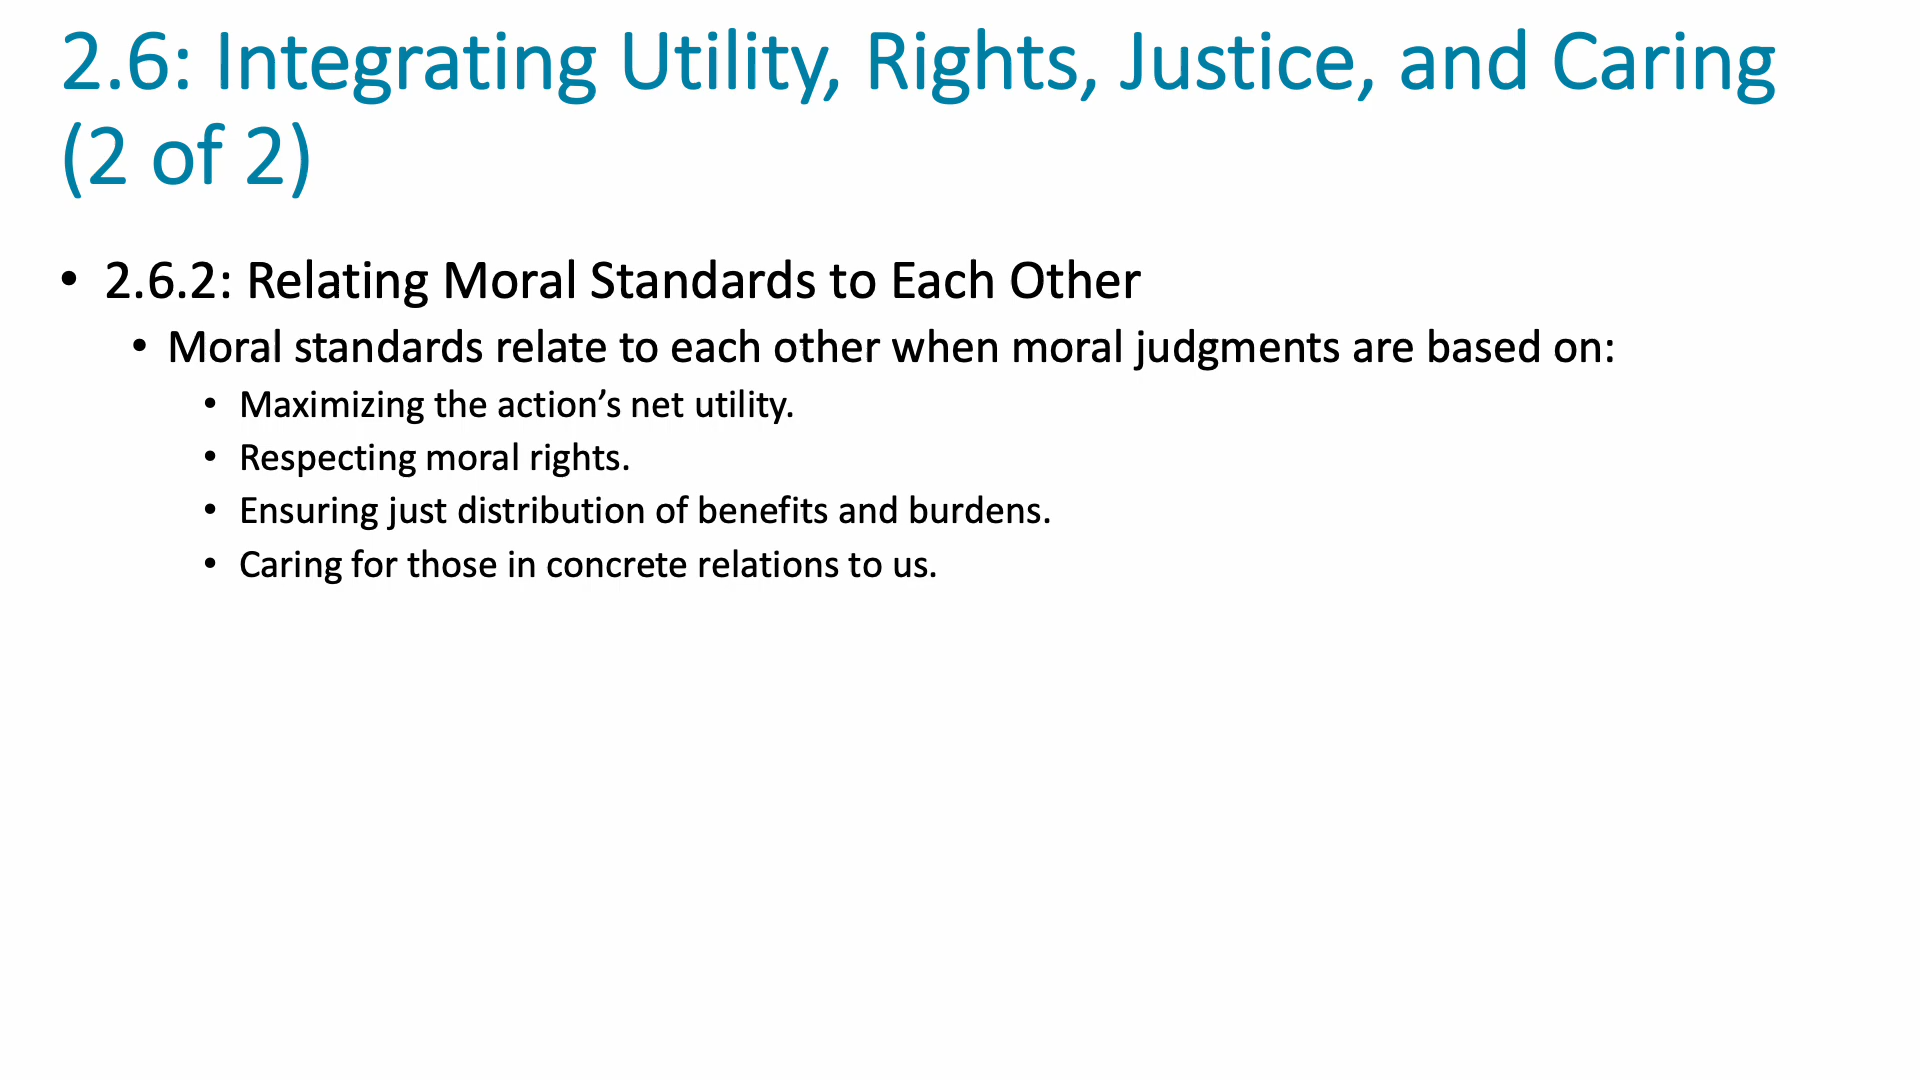 2.6: Integrating Utility, Rights, Justice, and Caring
(2 of 2)
• 2.6.2: Relating Moral Standards to Each Other
• Moral standards relate to each other when moral judgments are based on:
• Maximizing the action’s net utility.
• Respecting moral rights.
• Ensuring just distribution of benefits and burdens.
• Caring for those in concrete relations to us.